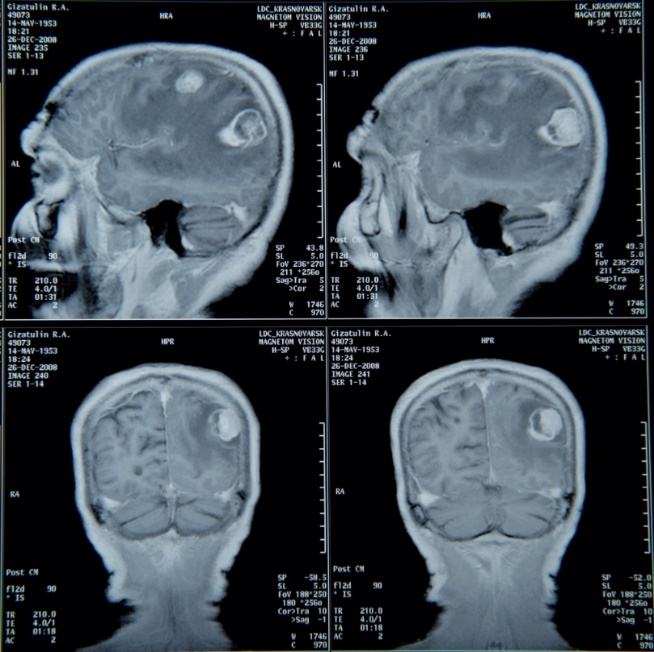 Gizatulin R.A.
49073
14-MAY-1953
18:21
26-DEC-2008
IMAGE 235
SER 1-13
MF 1.31
HRA
LDC_KRASNOYARSK
MAGNETOM VISION
H-SP VB33G
+ : F A L
AL
Post CM
fl2d 90
* IS
TR 210.0
TE 4.0/1
TA 01:31
AC 2
SP 43.8
SL 5.0
FoV 236*270
211 *256o
Sag>Tra 5
>Cor 2
W 1746
C 970
Gizatulin R.A.
49073
14-MAY-1953
18:21
26-DEC-2008
IMAGE 236
SER 1-13
MF 1.31
HRA
LDC_KRASNOYARSK
MAGNETOM VISION
H-SP VB33G
+ : F A L
AL
Post CM
fl2d 90
* IS
TR 210.0
TE 4.0/1
TA 01:31
AC 2
SP 49.3
SL 5.0
FoV 236*270
211 *256o
Sag>Tra 5
>Cor 2
W 1746
C 970
Gizatulin R.A.
49073
14-MAY-1953
18:24
26-DEC-2008
IMAGE 240
SER 1-14
HPR
LDC_KRASNOYARSK
MAGNETOM VISION
H-SP VB33G
+ : F A L
RA
Post CM
fl2d 90
* IS
TR 210.0
TE 4.0/1
TA 01:18
AC 2
SP -58.5
SL 5.0
FoV 188*250
180 *256o
Cor>Tra 10
>Sag -1
W 1746
C 970
Gizatulin R.A.
49073
14-MAY-1953
18:24
26-DEC-2008
IMAGE 241
SER 1-14
HPR
LDC_KRASNOYARSK
MAGNETOM VISION
H-SP VB33G
+ : F A L
RA
Post CM
fl2d 90
* IS
TR 210.0
TE 4.0/1
TA 01:18
AC 2
SP -52.0
SL 5.0
FoV 188*250
180 *256o
Cor>Tra 10
>Sag -1
W 1746
C 970